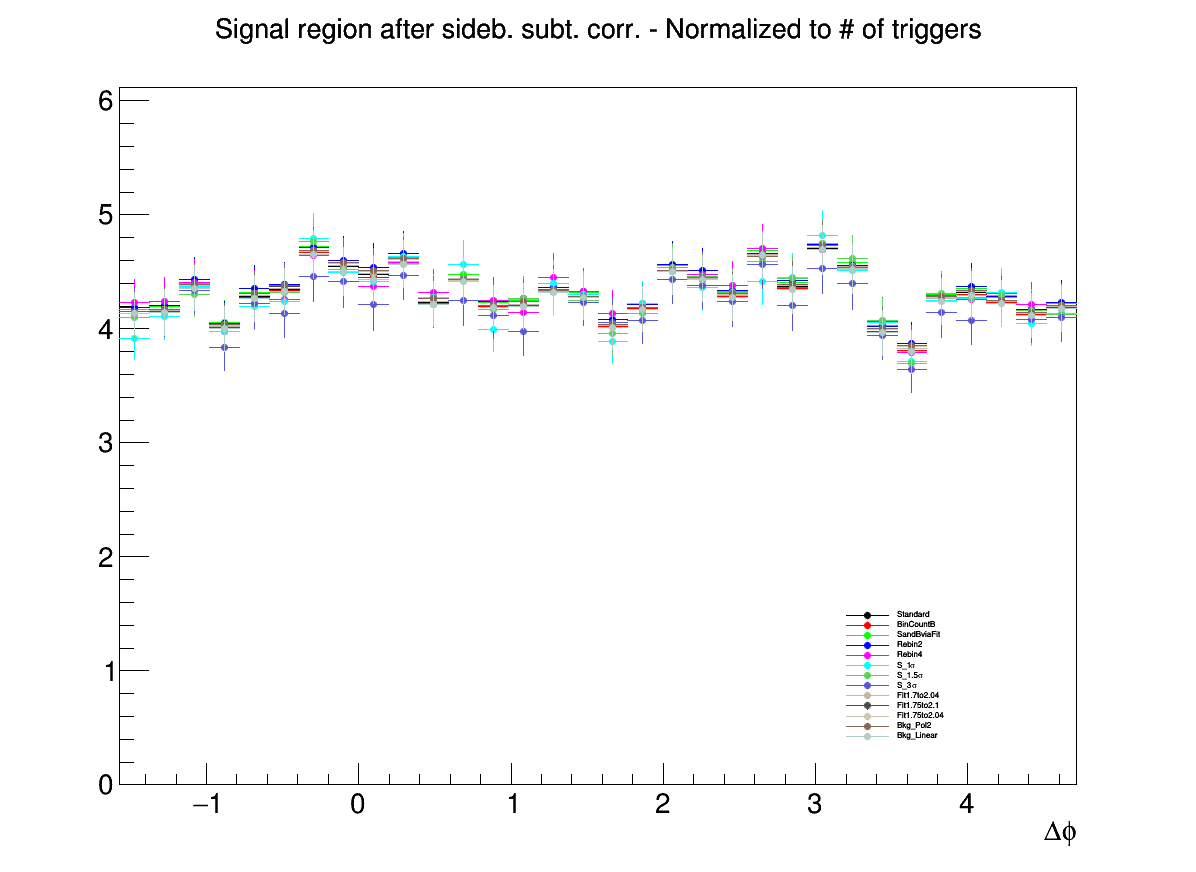 Signal region after sideb. subt. corr. - Normalized to # of triggers
6
5
4
3
2
1
0
Standard
BinCountB
SandBviaFit
Rebin2
Rebin4
S_1σ
S_1.5σ
S_3σ
Fit1.7to2.04
Fit1.75to2.1
Fit1.75to2.04
Bkg_Pol2
Bkg_Linear
−1 0 1 2 3 4
Δϕ